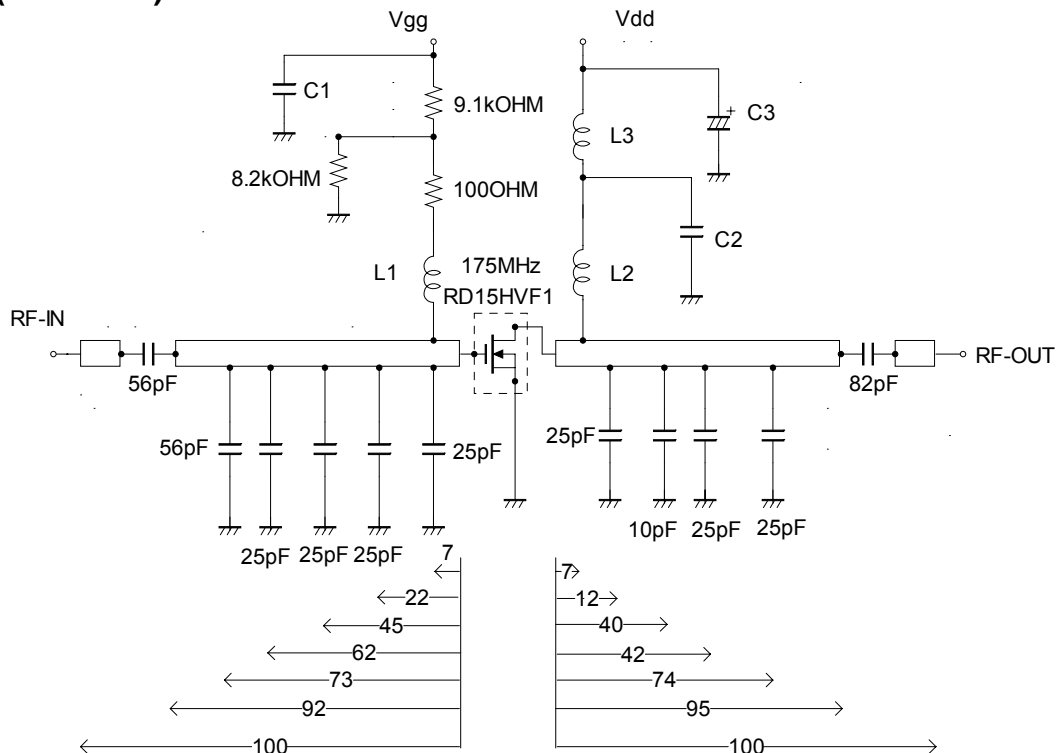 Vgg
Vdd
C1
9.1kOHM
+ C3
L3
8.2kOHM
100OHM
C2
L1
175MHz
L2
RD15HVF1
RF-IN
RF-OUT
56pF
82pF
56pF
25pF
25pF
25pF 25pF 25pF
10pF 25pF 25pF
7
7
22
12
45
40
62
42
73
74
92
95
100
100